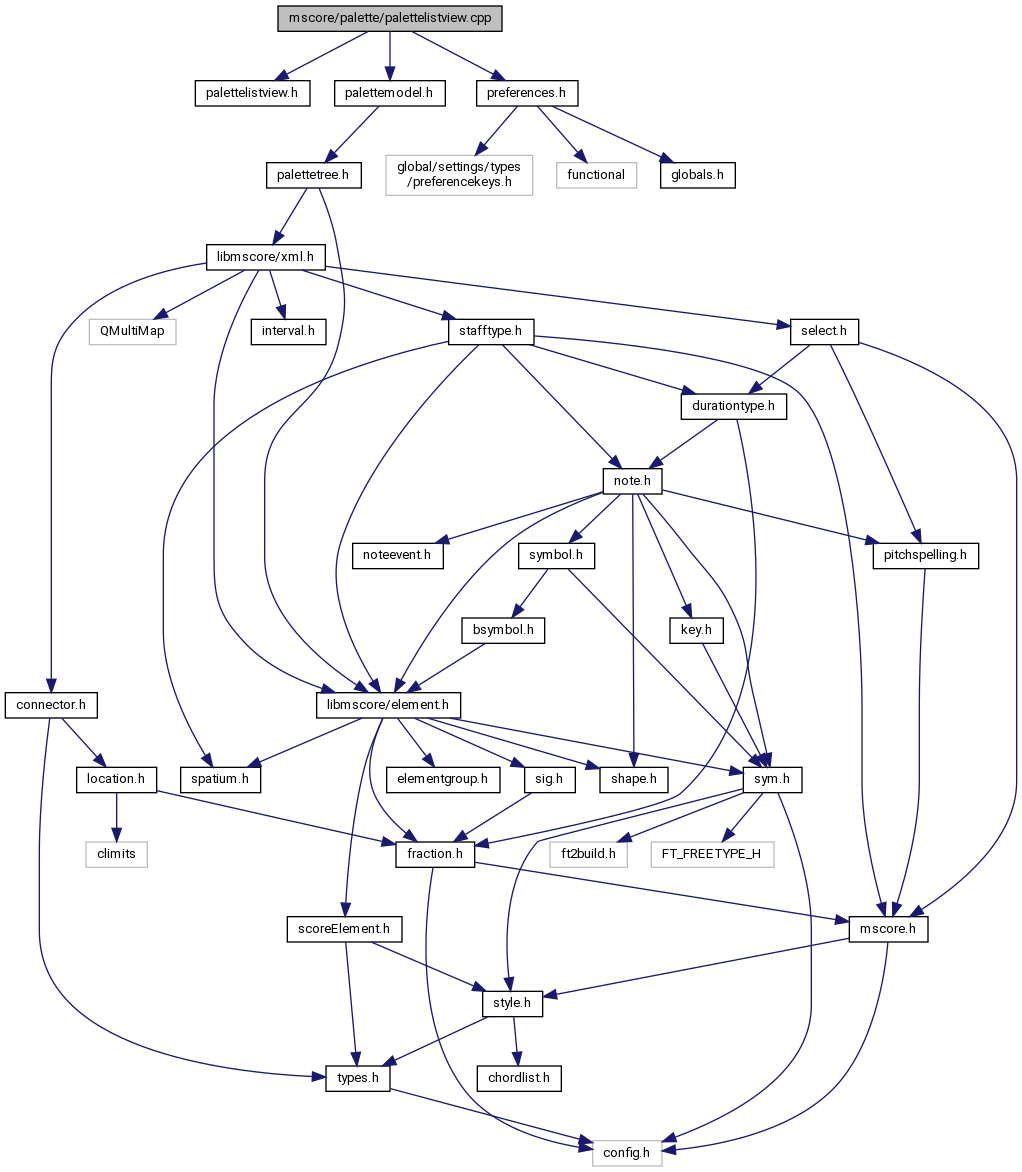 mscore/palette/palettelistview.cpp
palettelistview.h
palettemodel.h
preferences.h
global/settings/types
/preferencekeys.h
functional
globals.h
palettetree.h
libmscore/xml.h
QMultiMap
interval.h
stafftype.h
select.h
durationtype.h
note.h
noteevent.h
symbol.h
pitchspelling.h
bsymbol.h
key.h
connector.h
libmscore/element.h
location.h
spatium.h
elementgroup.h
sig.h
shape.h
sym.h
climits
fraction.h
ft2build.h
FT_FREETYPE_H
scoreElement.h
mscore.h
style.h
types.h
chordlist.h
config.h